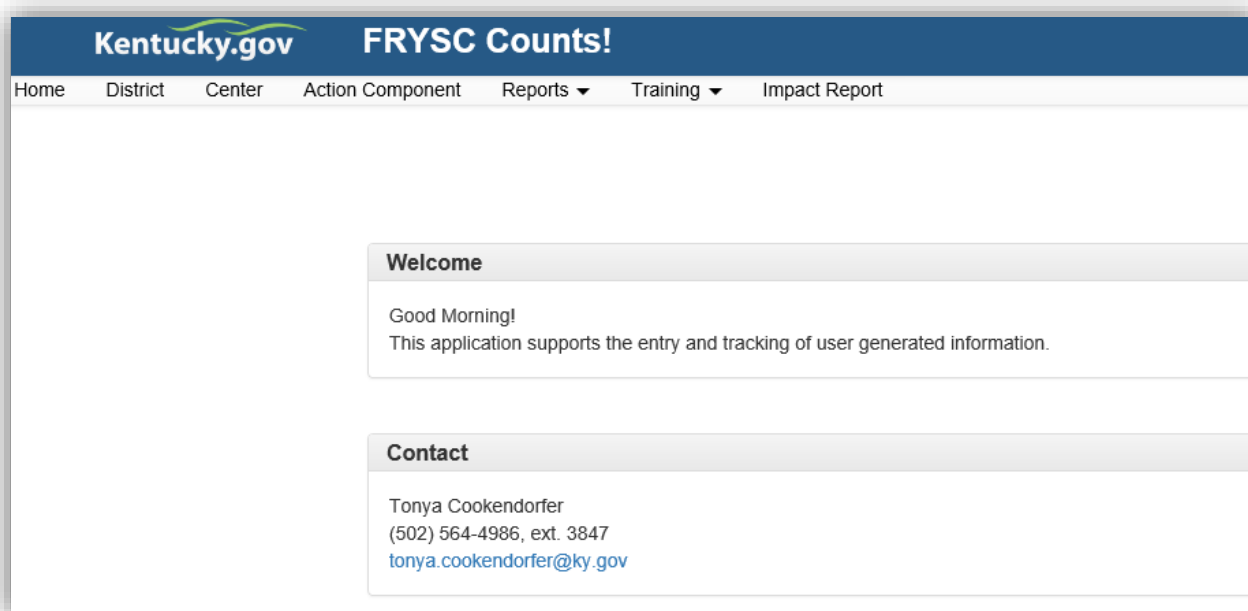 Kentucky.gov FRYSC Counts!
Home District Center Action Component Reports Training Impact Report
Welcome
Good Morning!
This application supports the entry and tracking of user generated information.
Contact
Tonya Cookendorfer
(502) 564-4986, ext. 3847
tonya.cookendorfer@ky.gov